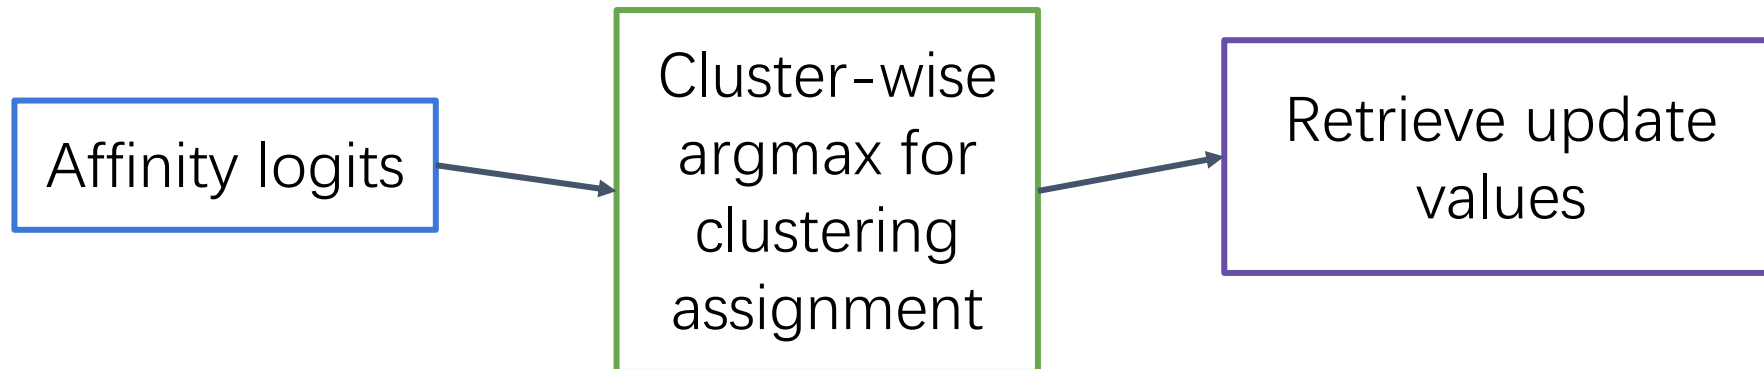 Affinity logits
Cluster-wise
argmax for
clustering
assignment
Retrieve update
values